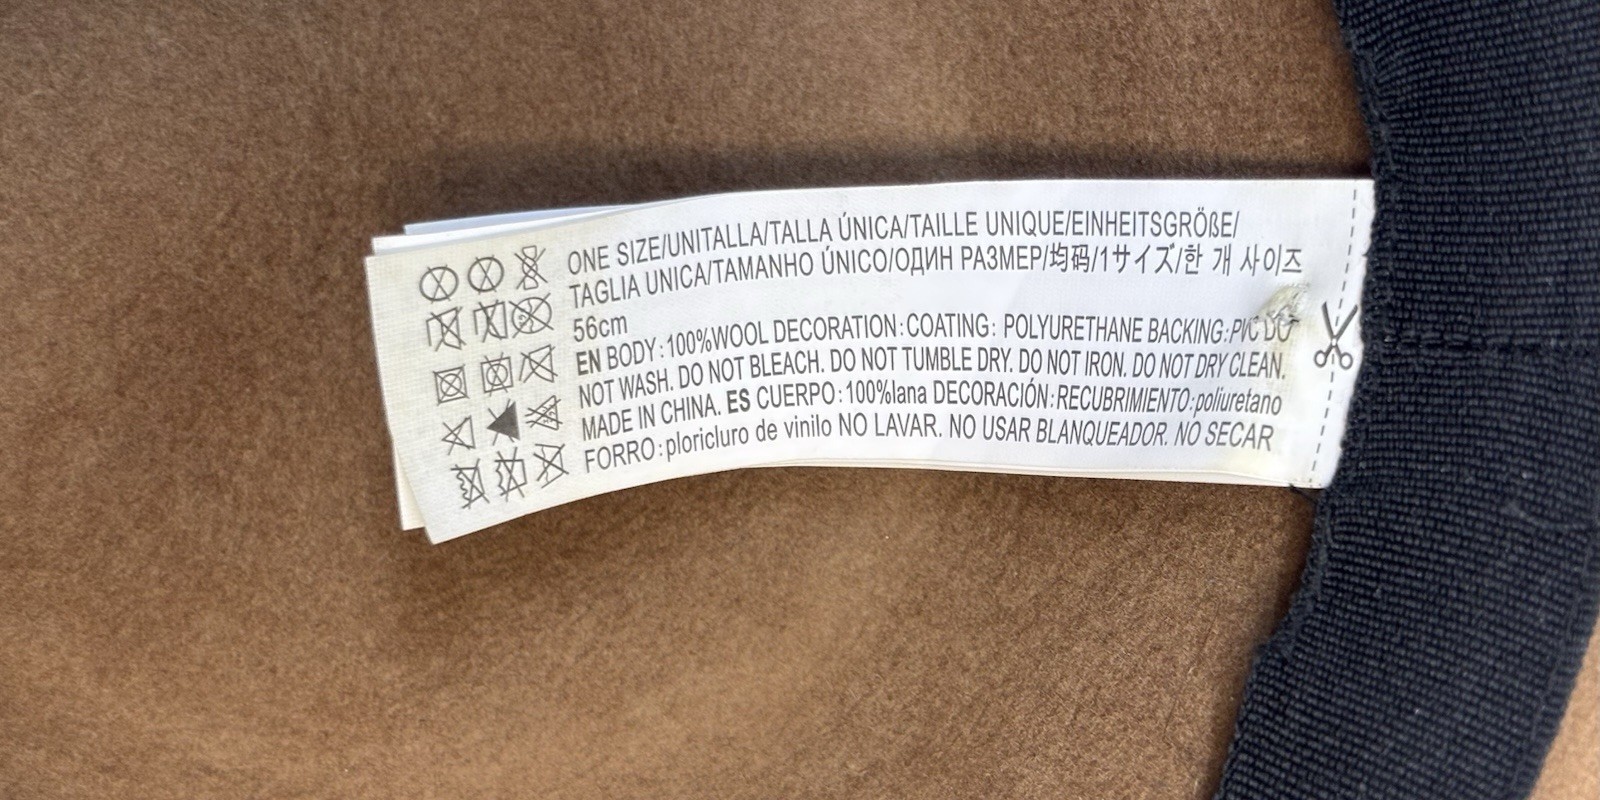 ONE SIZE/UNITALLA/TALLA ÚNICA/TAILLE UNIQUE/EINHEITSGRÖßE/
TAGLIA UNICA/TAMANHO ÚNICO/ОДИН РАЗМЕР/均码/1サイズ/한 개 사이즈
56cm
EN BODY:100%WOOL DECORATION:COATING: POLYURETHANE BACKING:PVC DO
NOT WASH. DO NOT BLEACH. DO NOT TUMBLE DRY. DO NOT IRON. DO NOT DRY CLEAN.
MADE IN CHINA. ES CUERPO:100%lana DECORACIÓN:RECUBRIMIENTO:poliuretano
FORRO:ploricluro de vinilo NO LAVAR. NO USAR BLANQUEADOR. NO SECAR